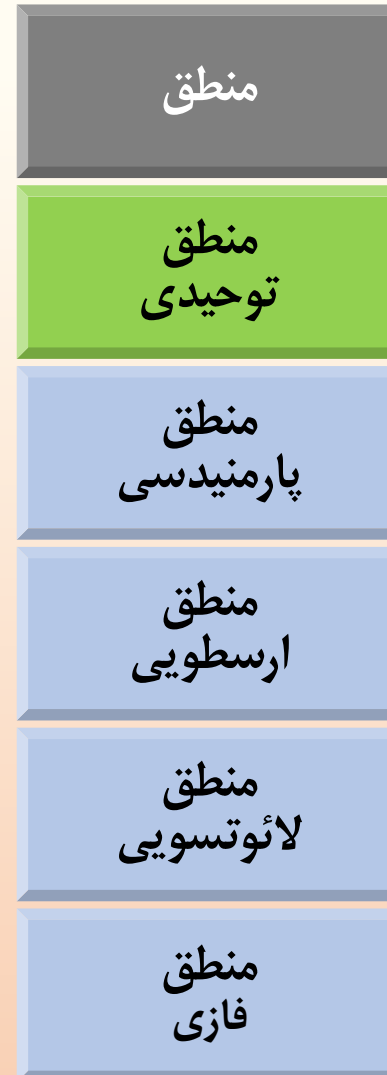 منطق
منطق
توحیدی
منطق
پارمنیدسی
منطق
ارسطویی
منطق
لائوتسویی
منطق
فازی